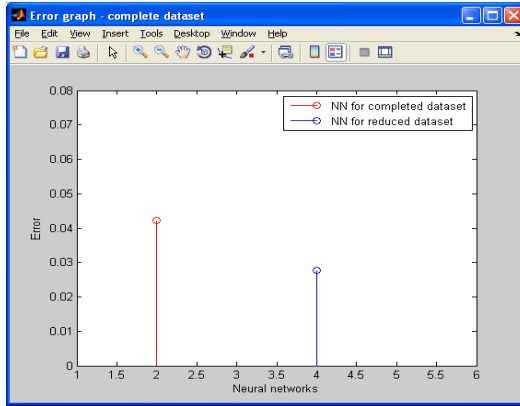 Error graph - complete dataset
File Edit View Insert Tools Desktop Window Help
NN for completed dataset
NN for reduced dataset
0.08
0.07
0.06
0.05
0.04
0.03
0.02
0.01
0
Error
1 1.5 2 2.5 3 3.5 4 4.5 5 5.5 6
Neural networks